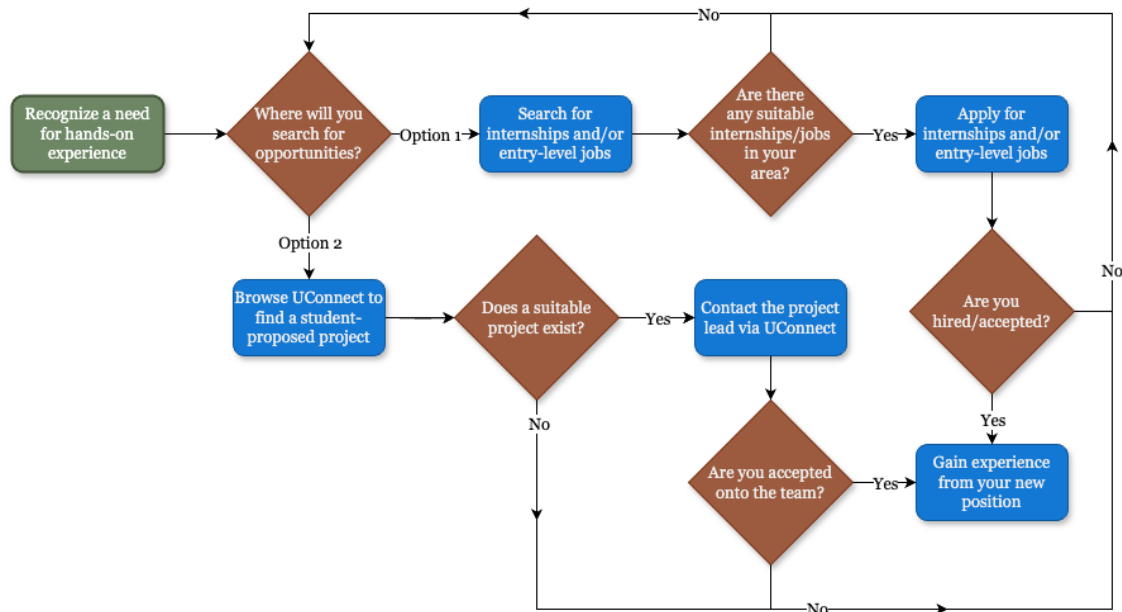 No
Recognize a need
for hands-on
experience
Where will you
search for
opportunities?
Option 1
Search for
internships and/or
entry-level jobs
Are there
any suitable
internships/jobs
in your
area?
Yes
Apply for
internships and/or
entry-level jobs
Option 2
No
Browse UConnect to
find a student-
proposed project
Does a suitable
project exist?
Yes
Contact the project
lead via UConnect
Are you
hired/accepted?
No
Yes
Are you accepted
onto the team?
Yes
Gain experience
from your new
position
No